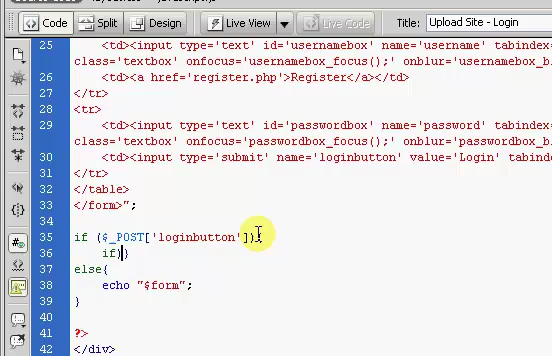 Code Split Design Live View Live Code Title: Upload Site - Login
25 <td><input type='text' id='usernamebox' name='username' tabindex=
class='textbox' onfocus='usernamebox_focus();' onblur='usernamebox_b
26 <td><a href='register.php'>Register</a></td>
27 </tr>
28 <tr>
29 <td><input type='text' id='passwordbox' name='password' tabindex=
class='textbox' onfocus='passwordbox_focus();' onblur='passwordbox_b
30 <td><input type='submit' name='loginbutton' value='Login' tabind
31 </tr>
32 </table>
33 </form>";
34
35 if ($_POST['loginbutton']){
36 if)}
37 else{
38 echo "$form";
39 }
40
41 ?>
42 </div>